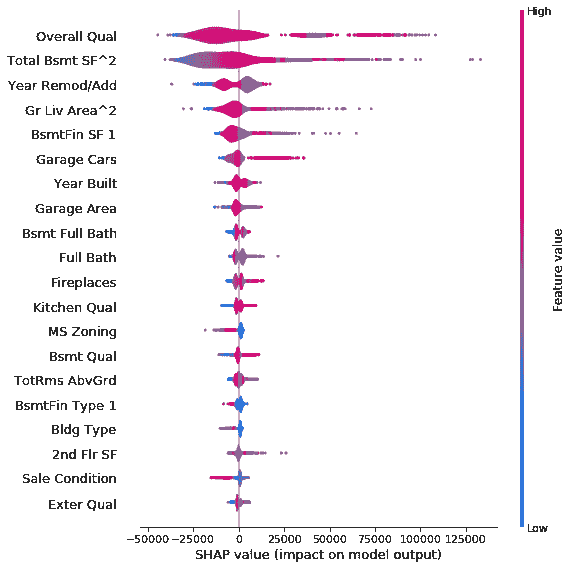 High
Overall Qual
Total Bsmt SF^2
Year Remod/Add
Gr Liv Area^2
BsmtFin SF 1
Garage Cars
Year Built
Garage Area
Bsmt Full Bath
Full Bath
Fireplaces
Kitchen Qual
MS Zoning
Bsmt Qual
TotRms AbvGrd
BsmtFin Type 1
Bldg Type
2nd Flr SF
Sale Condition
Exter Qual
Feature value
Low
−50000 −25000 0 25000 50000 75000 100000 125000
SHAP value (impact on model output)